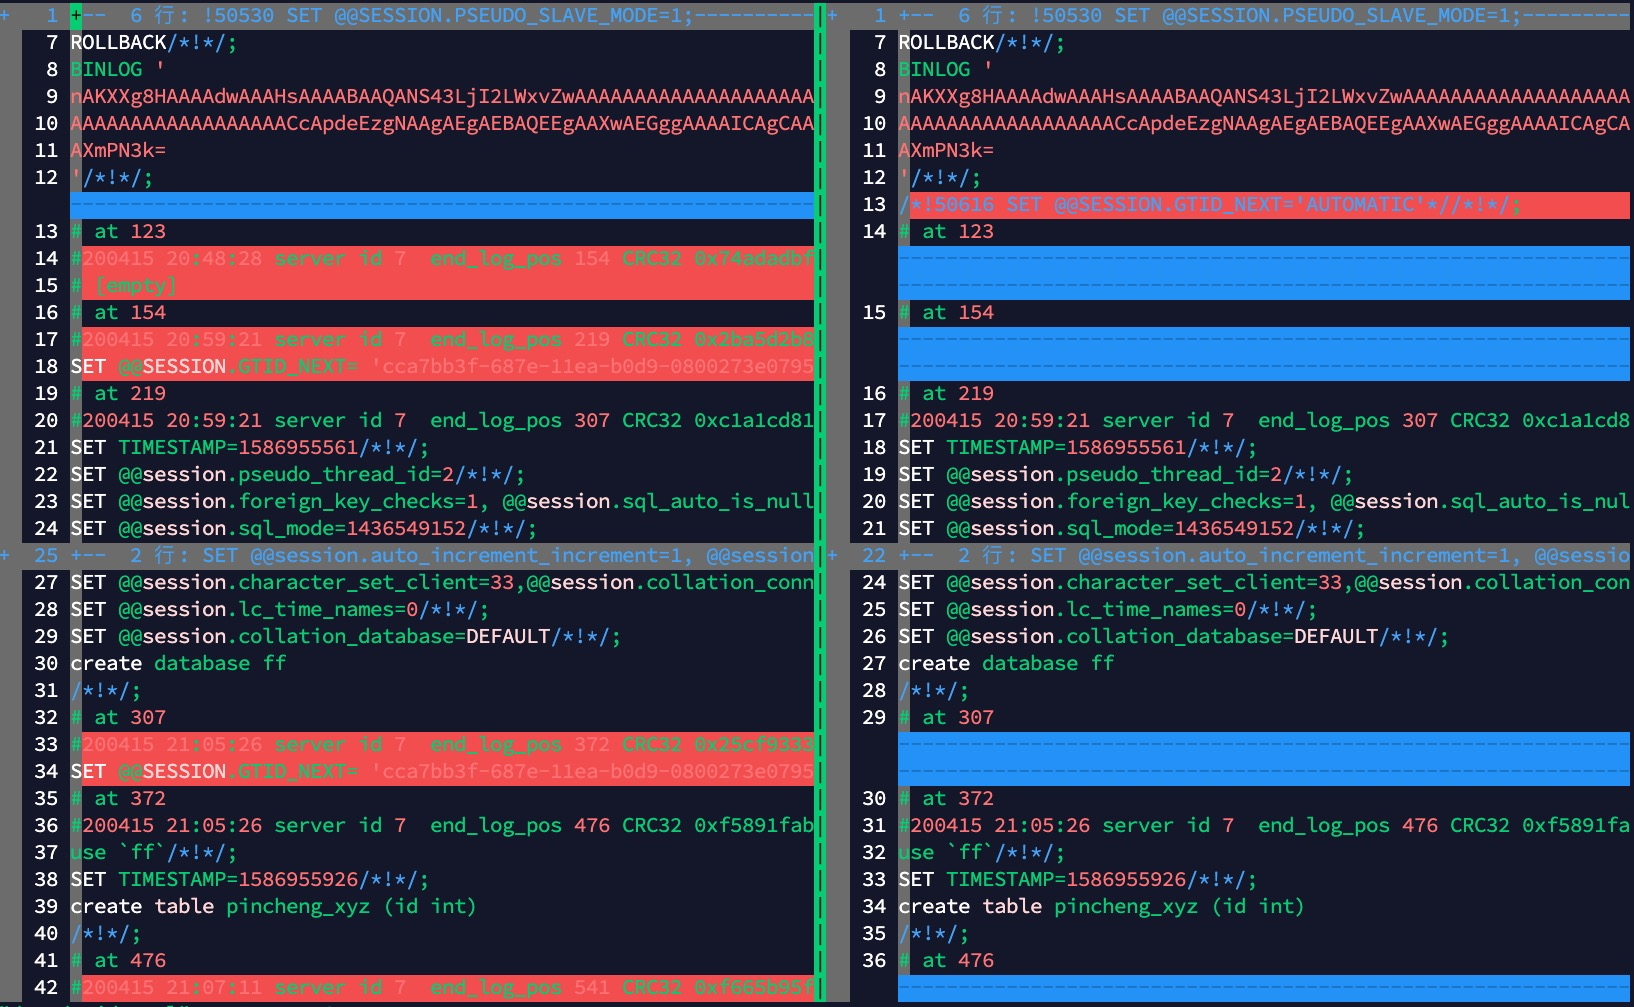 + 1 +-- 6 行: !50530 SET @@SESSION.PSEUDO_SLAVE_MODE=1;----------
7 ROLLBACK/*!*/;
8 BINLOG '
9 nAKXXg8HAAAAdwAAAHsAAAABAAQANS43LjI2LWxvZwAAAAAAAAAAAAAAAAAAAA
10 AAAAAAAAAAAAAAAAAACcApdeEzgNAAgAEgAEBAQEEgAAXwAEGggAAAAICAgCAA
11 AXmPN3k=
12 '/*!*/;
13 # at 123
14 #200415 20:48:28 server id 7  end_log_pos 154 CRC32 0x74adadbf
15 # [empty]
16 # at 154
17 #200415 20:59:21 server id 7  end_log_pos 219 CRC32 0x2ba5d2b8
18 SET @@SESSION.GTID_NEXT= 'cca7bb3f-687e-11ea-b0d9-0800273e0795
19 # at 219
20 #200415 20:59:21 server id 7  end_log_pos 307 CRC32 0xc1a1cd81
21 SET TIMESTAMP=1586955561/*!*/;
22 SET @@session.pseudo_thread_id=2/*!*/;
23 SET @@session.foreign_key_checks=1, @@session.sql_auto_is_null
24 SET @@session.sql_mode=1436549152/*!*/;
+ 25 +-- 2 行: SET @@session.auto_increment_increment=1, @@session
27 SET @@session.character_set_client=33,@@session.collation_conn
28 SET @@session.lc_time_names=0/*!*/;
29 SET @@session.collation_database=DEFAULT/*!*/;
30 create database ff
31 /*!*/;
32 # at 307
33 #200415 21:05:26 server id 7  end_log_pos 372 CRC32 0x25cf9333
34 SET @@SESSION.GTID_NEXT= 'cca7bb3f-687e-11ea-b0d9-0800273e0795
35 # at 372
36 #200415 21:05:26 server id 7  end_log_pos 476 CRC32 0xf5891fab
37 use `ff`/*!*/;
38 SET TIMESTAMP=1586955926/*!*/;
39 create table pincheng_xyz (id int)
40 /*!*/;
41 # at 476
42 #200415 21:07:11 server id 7  end_log_pos 541 CRC32 0xf665b95f
+ 1 +-- 6 行: !50530 SET @@SESSION.PSEUDO_SLAVE_MODE=1;---------
7 ROLLBACK/*!*/;
8 BINLOG '
9 nAKXXg8HAAAAdwAAAHsAAAABAAQANS43LjI2LWxvZwAAAAAAAAAAAAAAAAAAA
10 AAAAAAAAAAAAAAAAAACcApdeEzgNAAgAEgAEBAQEEgAAXwAEGggAAAAICAgCA
11 AXmPN3k=
12 '/*!*/;
13 /*!50616 SET @@SESSION.GTID_NEXT='AUTOMATIC'*//*!*/;
14 # at 123
15 # at 154
16 # at 219
17 #200415 20:59:21 server id 7  end_log_pos 307 CRC32 0xc1a1cd8
18 SET TIMESTAMP=1586955561/*!*/;
19 SET @@session.pseudo_thread_id=2/*!*/;
20 SET @@session.foreign_key_checks=1, @@session.sql_auto_is_nul
21 SET @@session.sql_mode=1436549152/*!*/;
+ 22 +-- 2 行: SET @@session.auto_increment_increment=1, @@sessio
24 SET @@session.character_set_client=33,@@session.collation_con
25 SET @@session.lc_time_names=0/*!*/;
26 SET @@session.collation_database=DEFAULT/*!*/;
27 create database ff
28 /*!*/;
29 # at 307
30 # at 372
31 #200415 21:05:26 server id 7  end_log_pos 476 CRC32 0xf5891fa
32 use `ff`/*!*/;
33 SET TIMESTAMP=1586955926/*!*/;
34 create table pincheng_xyz (id int)
35 /*!*/;
36 # at 476